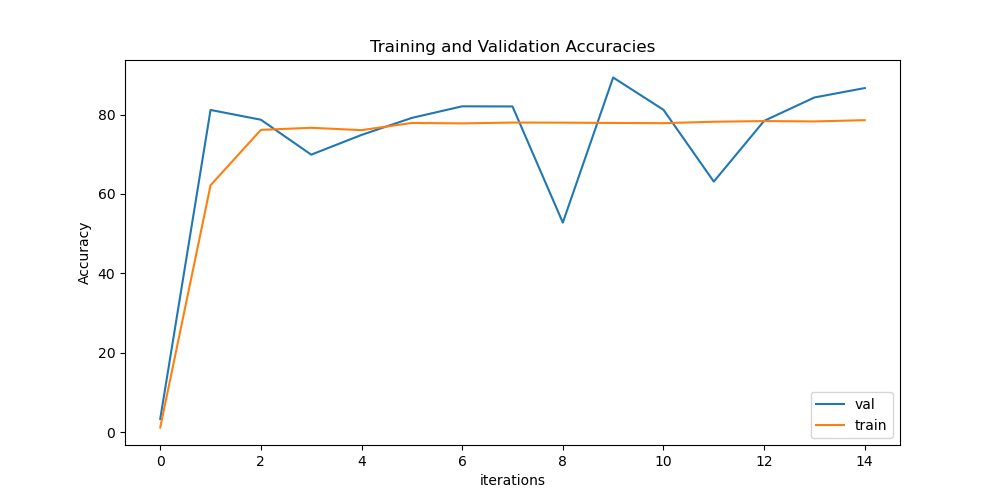 Training and Validation Accuracies
Accuracy
80
60
40
20
0
0 2 4 6 8 10 12 14
iterations
val
train